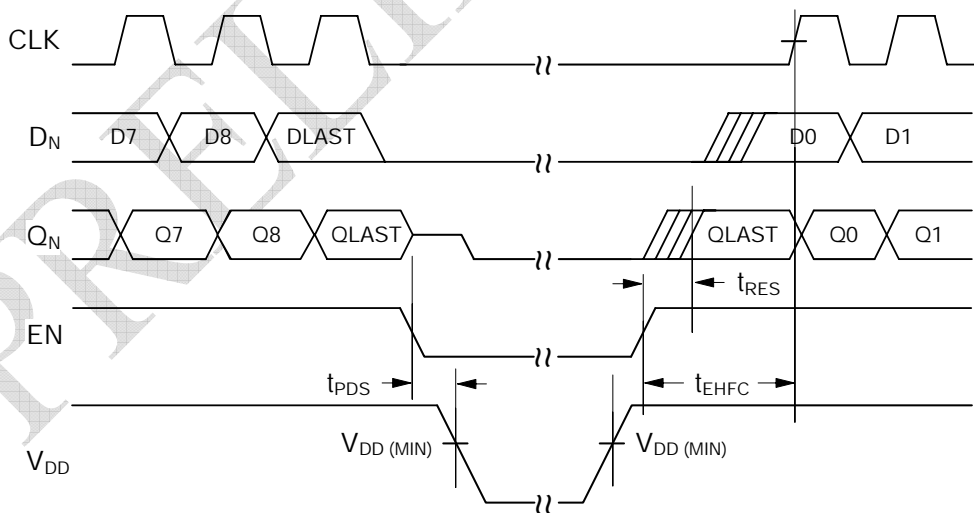 CLK
D7 D8 DLAST D0 D1
DN
Q7 Q8 QLAST QLAST Q0 Q1
QN
tRES
EN
tPDS tEHFC
VDD (MIN) VDD (MIN)
VDD